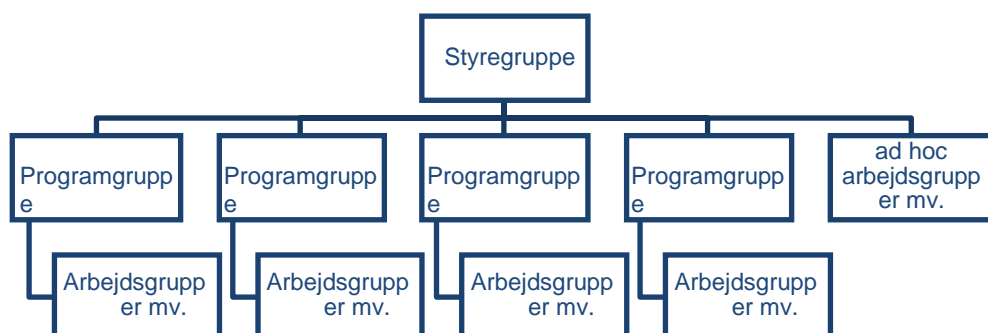 Styregruppe
Programgrupp
e
Programgrupp
e
Programgrupp
e
Programgrupp
e
ad hoc
arbejdsgrupp
er mv.
Arbejdsgrupp
er mv.
Arbejdsgrupp
er mv.
Arbejdsgrupp
er mv.
Arbejdsgrupp
er mv.